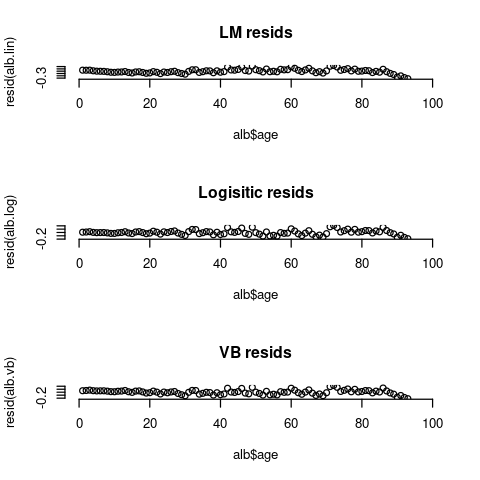 LM resids
resid(alb.lin)
-0.3
0 20 40 60 80 100
alb$age
Logisitic resids
resid(alb.log)
-0.2
0 20 40 60 80 100
alb$age
VB resids
resid(alb.vb)
-0.2
0 20 40 60 80 100
alb$age